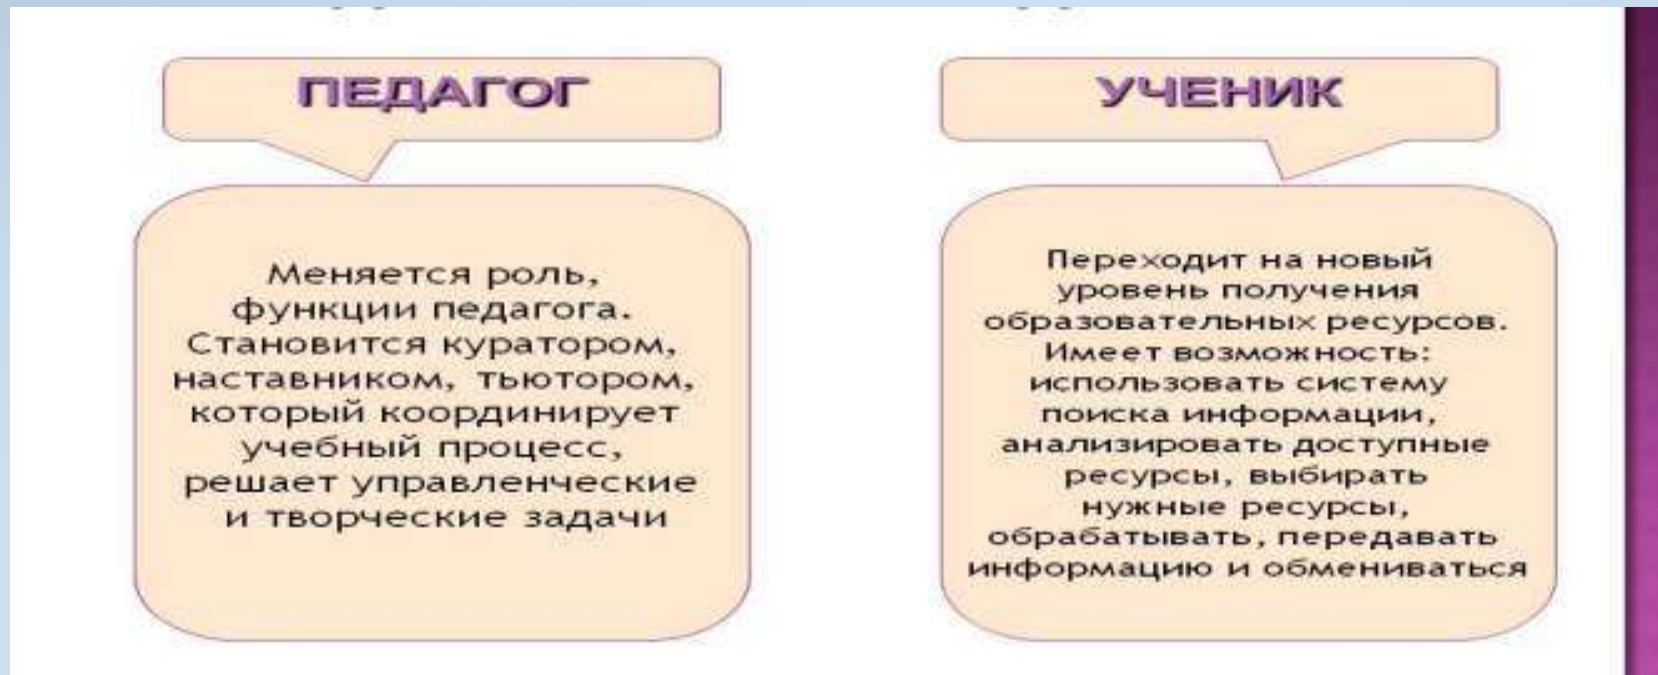 ПЕДАГОГ
Меняется роль,
функции педагога.
Становится куратором,
наставником, тьютором,
который координирует
учебный процесс,
решает управленческие
и творческие задачи
УЧЕНИК
Переходит на новый
уровень получения
образовательных ресурсов.
Имеет возможность:
использовать систему
поиска информации,
анализировать доступные
ресурсы, выбирать
нужные ресурсы,
обрабатывать, передавать
информацию и обмениваться